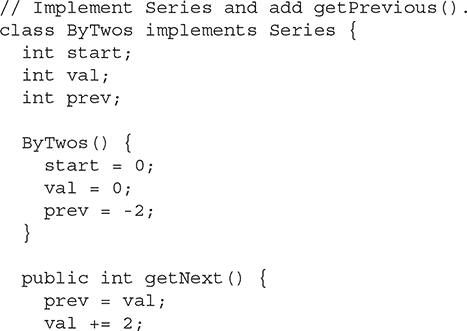 // Implement Series and add getPrevious().
class ByTwos implements Series {
  int start;
  int val;
  int prev;

  ByTwos() {
    start = 0;
    val = 0;
    prev = -2;
  }

  public int getNext() {
    prev = val;
    val += 2;